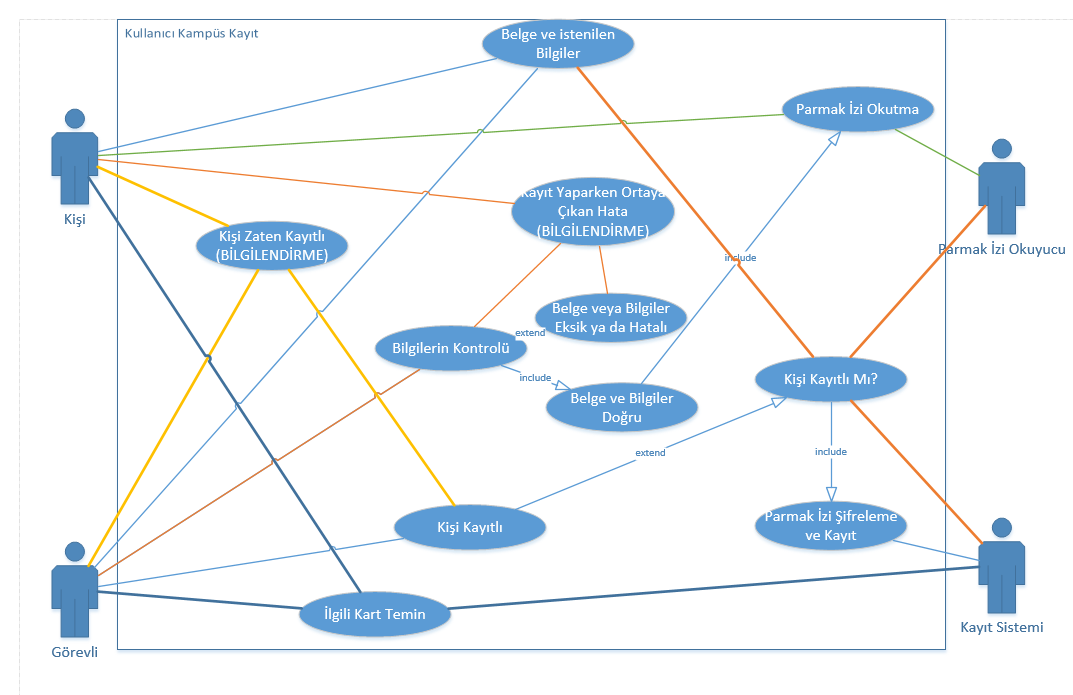 Kullanıcı Kampüs Kayıt
Belge ve istenilen
Bilgiler
Parmak İzi Okutma
Kişi
Kayıt Yaparken Ortaya
Çıkan Hata
(BİLGİLENDİRME)
Kişi Zaten Kayıtlı
(BİLGİLENDİRME)
Parmak İzi Okuyucu
include
Belge veya Bilgiler
Eksik ya da Hatalı
extend
Bilgilerin Kontrolü
include
Kişi Kayıtlı Mı?
Belge ve Bilgiler
Doğru
extend
include
Kişi Kayıtlı
Parmak İzi Şifreleme
ve Kayıt
İlgili Kart Temin
Kayıt Sistemi
Görevli